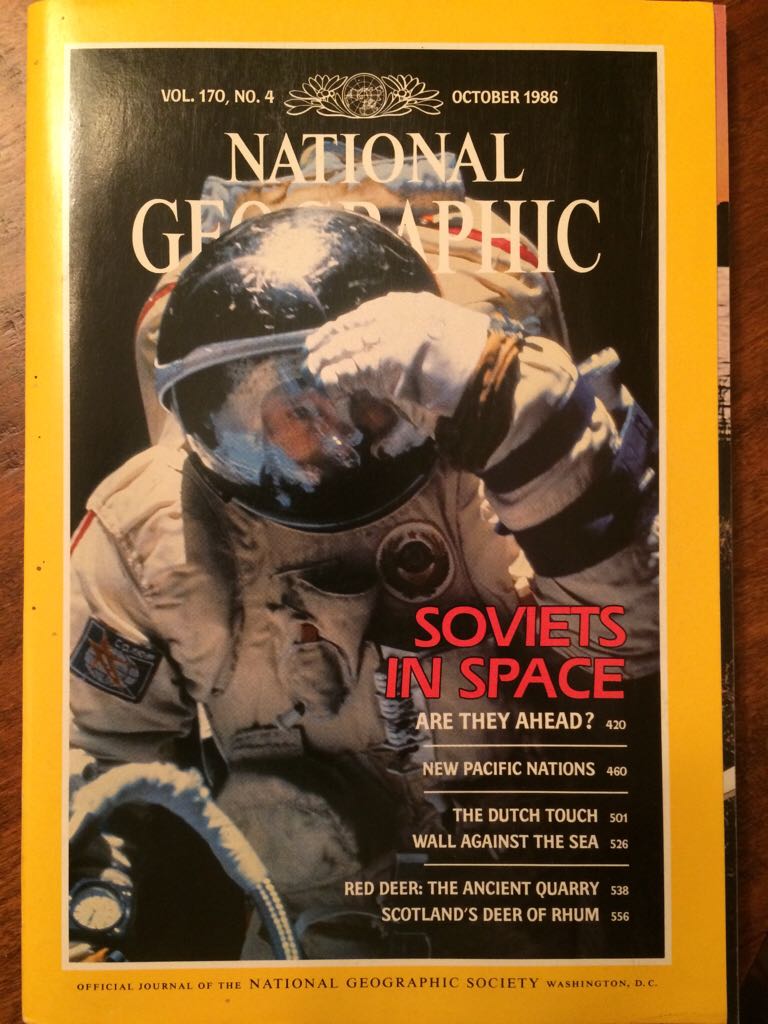 VOL. 170, NO. 4
OCTOBER 1986
NATIONAL
GEOGRAPHIC
SOVIETS
IN SPACE
ARE THEY AHEAD? 420
NEW PACIFIC NATIONS 460
THE DUTCH TOUCH 501
WALL AGAINST THE SEA 526
RED DEER: THE ANCIENT QUARRY 538
SCOTLAND'S DEER OF RHUM 556
OFFICIAL JOURNAL OF THE NATIONAL GEOGRAPHIC SOCIETY WASHINGTON, D.C.